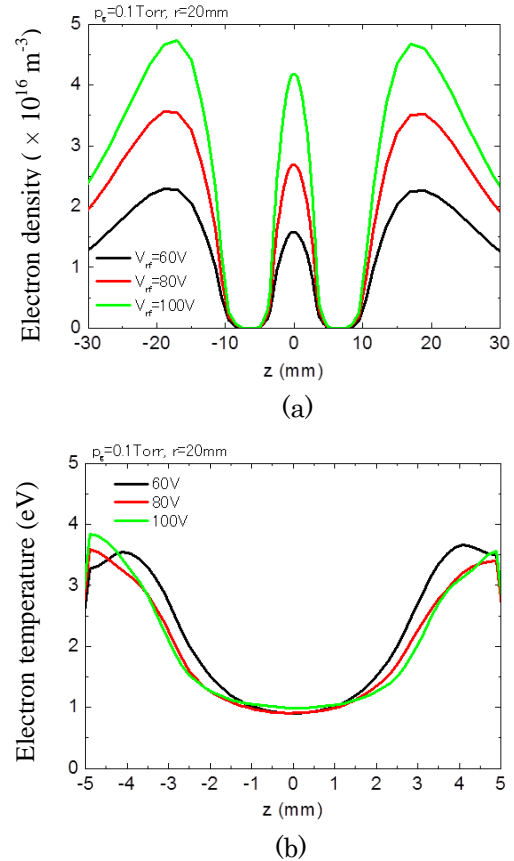 p_ε=0.1Torr, r=20mm
Electron density ( × 10^16 m^-3)
5
4
3
2
1
0
V_rf=60V
V_rf=80V
V_rf=100V
-30 -20 -10 0 10 20 30
z (mm)
(a)
p_ε=0.1Torr, r=20mm
Electron temperature (eV)
5
4
3
2
1
0
60V
80V
100V
-5 -4 -3 -2 -1 0 1 2 3 4 5
z (mm)
(b)